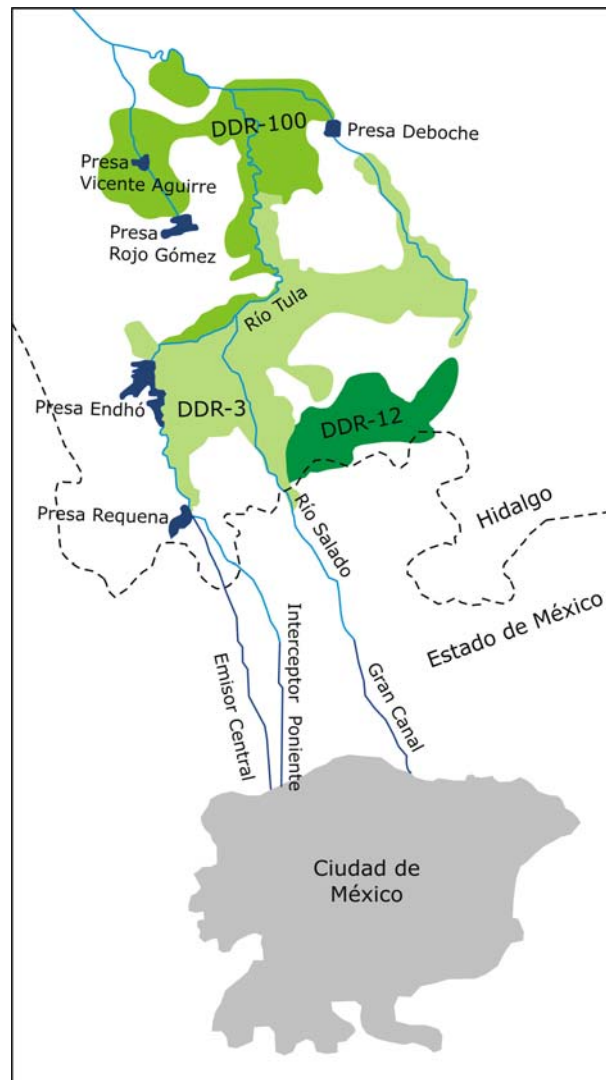 DDR-100
Presa Deboche
Presa
Vicente Aguirre
Presa
Rojo Gómez
Río Tula
Presa Endhó
DDR-3
DDR-12
Presa Requena
Río Salado
Hidalgo
Estado de México
Emisor Central
Interceptor Poniente
Gran Canal
Ciudad de
México